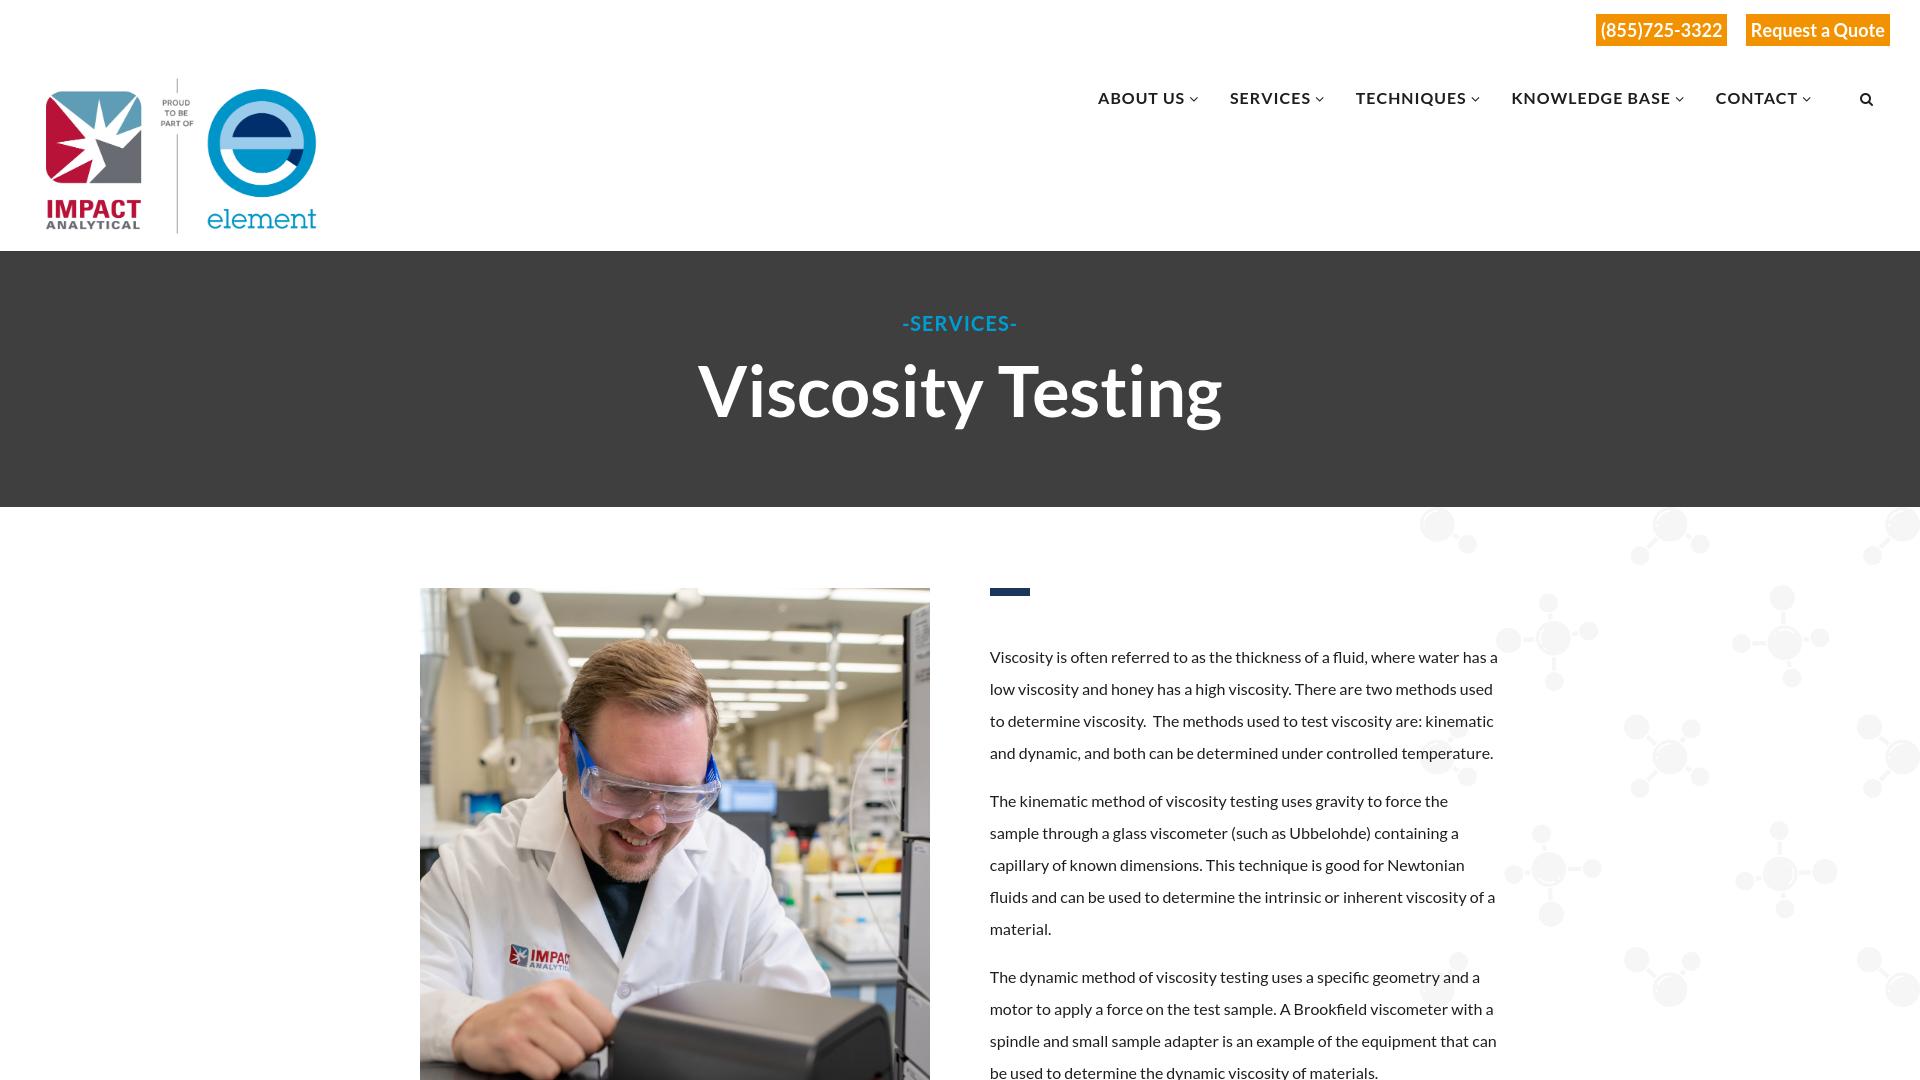 (855)725-3322 Request a Quote
PROUD
TO BE
PART OF
IMPACT
ANALYTICAL
element
ABOUT US SERVICES TECHNIQUES KNOWLEDGE BASE CONTACT
-SERVICES-
Viscosity Testing
IMPACT
ANALYTICAL
Viscosity is often referred to as the thickness of a fluid, where water has a
low viscosity and honey has a high viscosity. There are two methods used
to determine viscosity.  The methods used to test viscosity are: kinematic
and dynamic, and both can be determined under controlled temperature.
The kinematic method of viscosity testing uses gravity to force the
sample through a glass viscometer (such as Ubbelohde) containing a
capillary of known dimensions. This technique is good for Newtonian
fluids and can be used to determine the intrinsic or inherent viscosity of a
material.
The dynamic method of viscosity testing uses a specific geometry and a
motor to apply a force on the test sample. A Brookfield viscometer with a
spindle and small sample adapter is an example of the equipment that can
be used to determine the dynamic viscosity of materials.